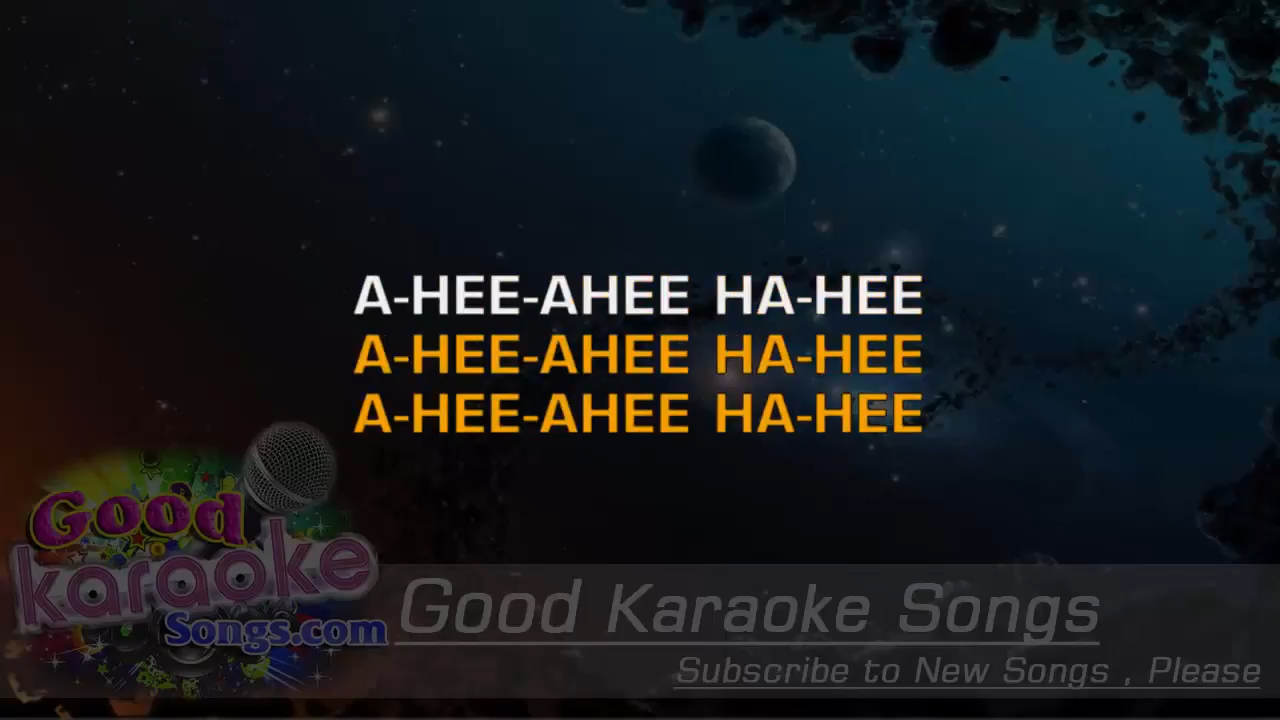 A-HEE-AHEE HA-HEE
A-HEE-AHEE HA-HEE
A-HEE-AHEE HA-HEE
Good
karaoke
Songs.com
Good Karaoke Songs
Subscribe to New Songs , Please